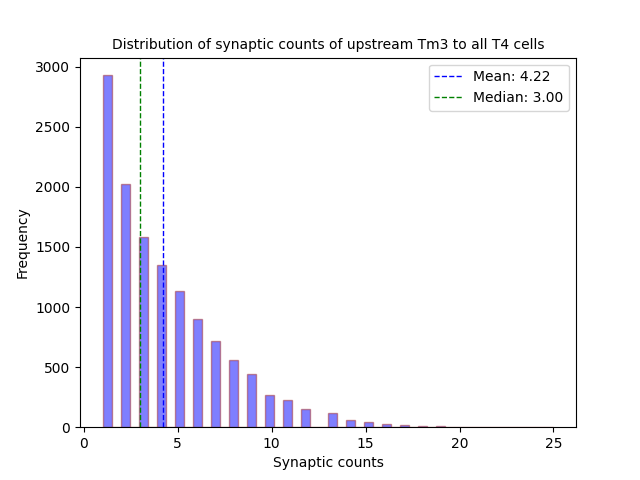 Distribution of synaptic counts of upstream Tm3 to all T4 cells
Mean: 4.22
Median: 3.00
3000
2500
2000
1500
1000
500
0
Frequency
0 5 10 15 20 25
Synaptic counts